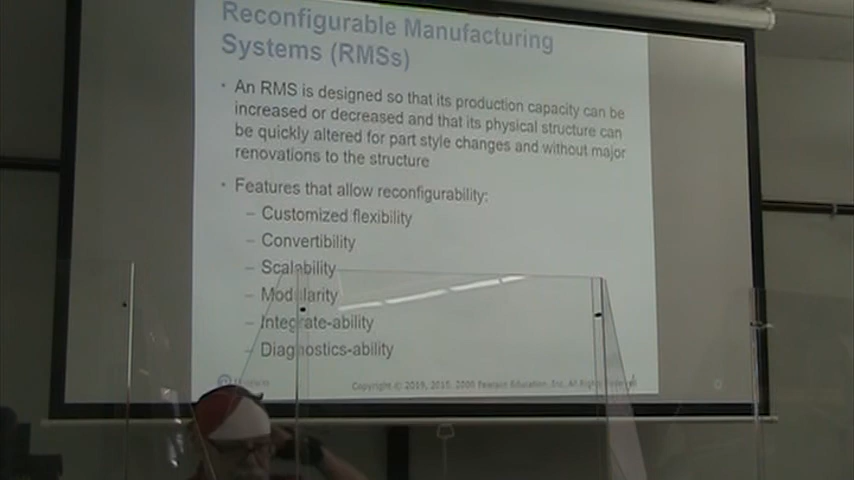 Reconfigurable Manufacturing
Systems (RMSs)
• An RMS is designed so that its production capacity can be
increased or decreased and that its physical structure can
be quickly altered for part style changes and without major
renovations to the structure
• Features that allow reconfigurability:
– Customized flexibility
– Convertibility
– Scalability
– Modularity
– Integrate-ability
– Diagnostics-ability
Copyright © 2019, 2015, 2008 Pearson Education, Inc. All Rights Reserved